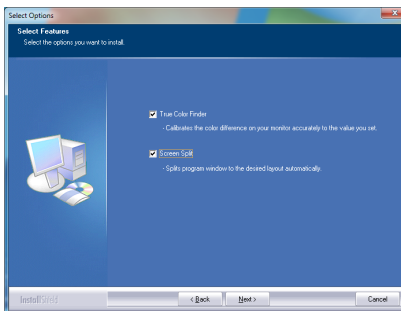 Select Options
Select Features
Select the options you want to install.
True Color Finder
- Calibrates the color difference on your monitor accurately to the value you set.
Screen Split
- Splits program window to the desired layout automatically.
InstallShield
< Back
Next >
Cancel